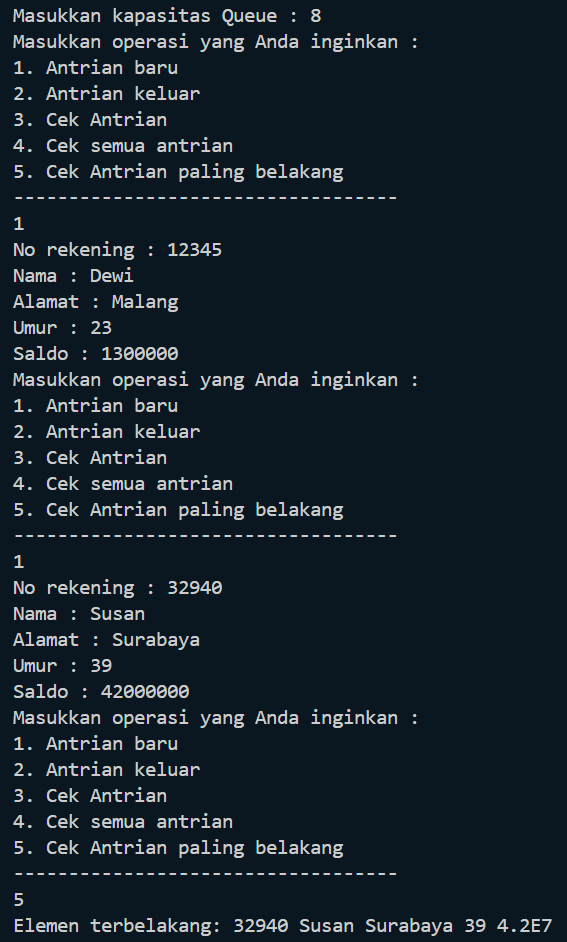 Masukkan kapasitas Queue : 8
Masukkan operasi yang Anda inginkan :
1. Antrian baru
2. Antrian keluar
3. Cek Antrian
4. Cek semua antrian
5. Cek Antrian paling belakang
-----------------------------------
1
No rekening : 12345
Nama : Dewi
Alamat : Malang
Umur : 23
Saldo : 1300000
Masukkan operasi yang Anda inginkan :
1. Antrian baru
2. Antrian keluar
3. Cek Antrian
4. Cek semua antrian
5. Cek Antrian paling belakang
-----------------------------------
1
No rekening : 32940
Nama : Susan
Alamat : Surabaya
Umur : 39
Saldo : 42000000
Masukkan operasi yang Anda inginkan :
1. Antrian baru
2. Antrian keluar
3. Cek Antrian
4. Cek semua antrian
5. Cek Antrian paling belakang
-----------------------------------
5
Elemen terbelakang: 32940 Susan Surabaya 39 4.2E7